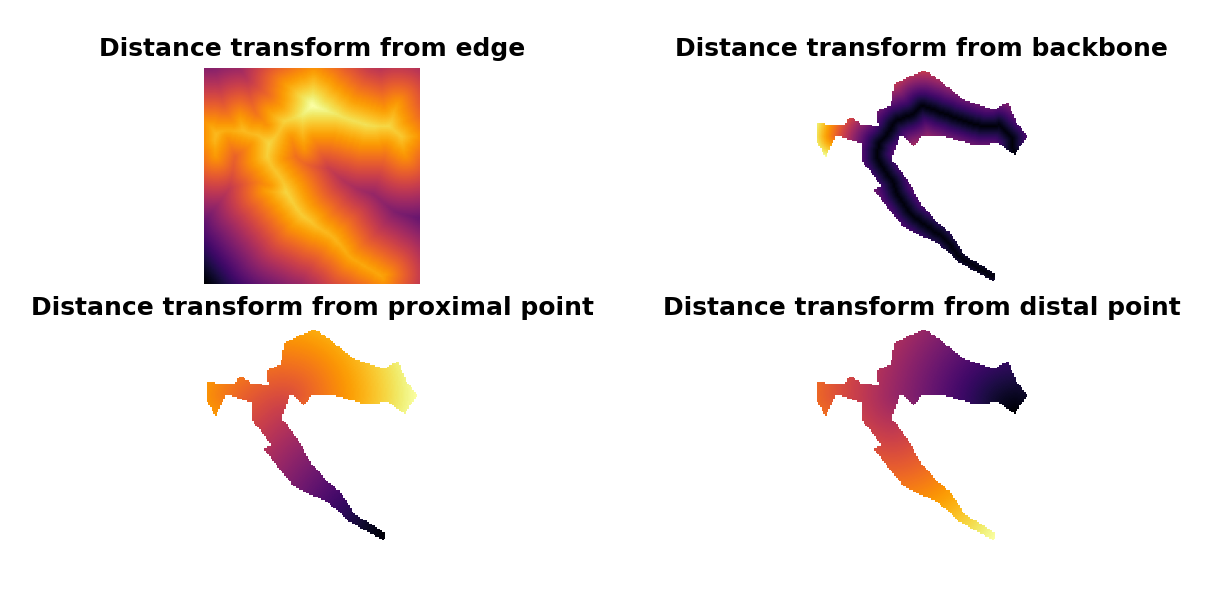 Distance transform from edge
Distance transform from backbone
Distance transform from proximal point
Distance transform from distal point